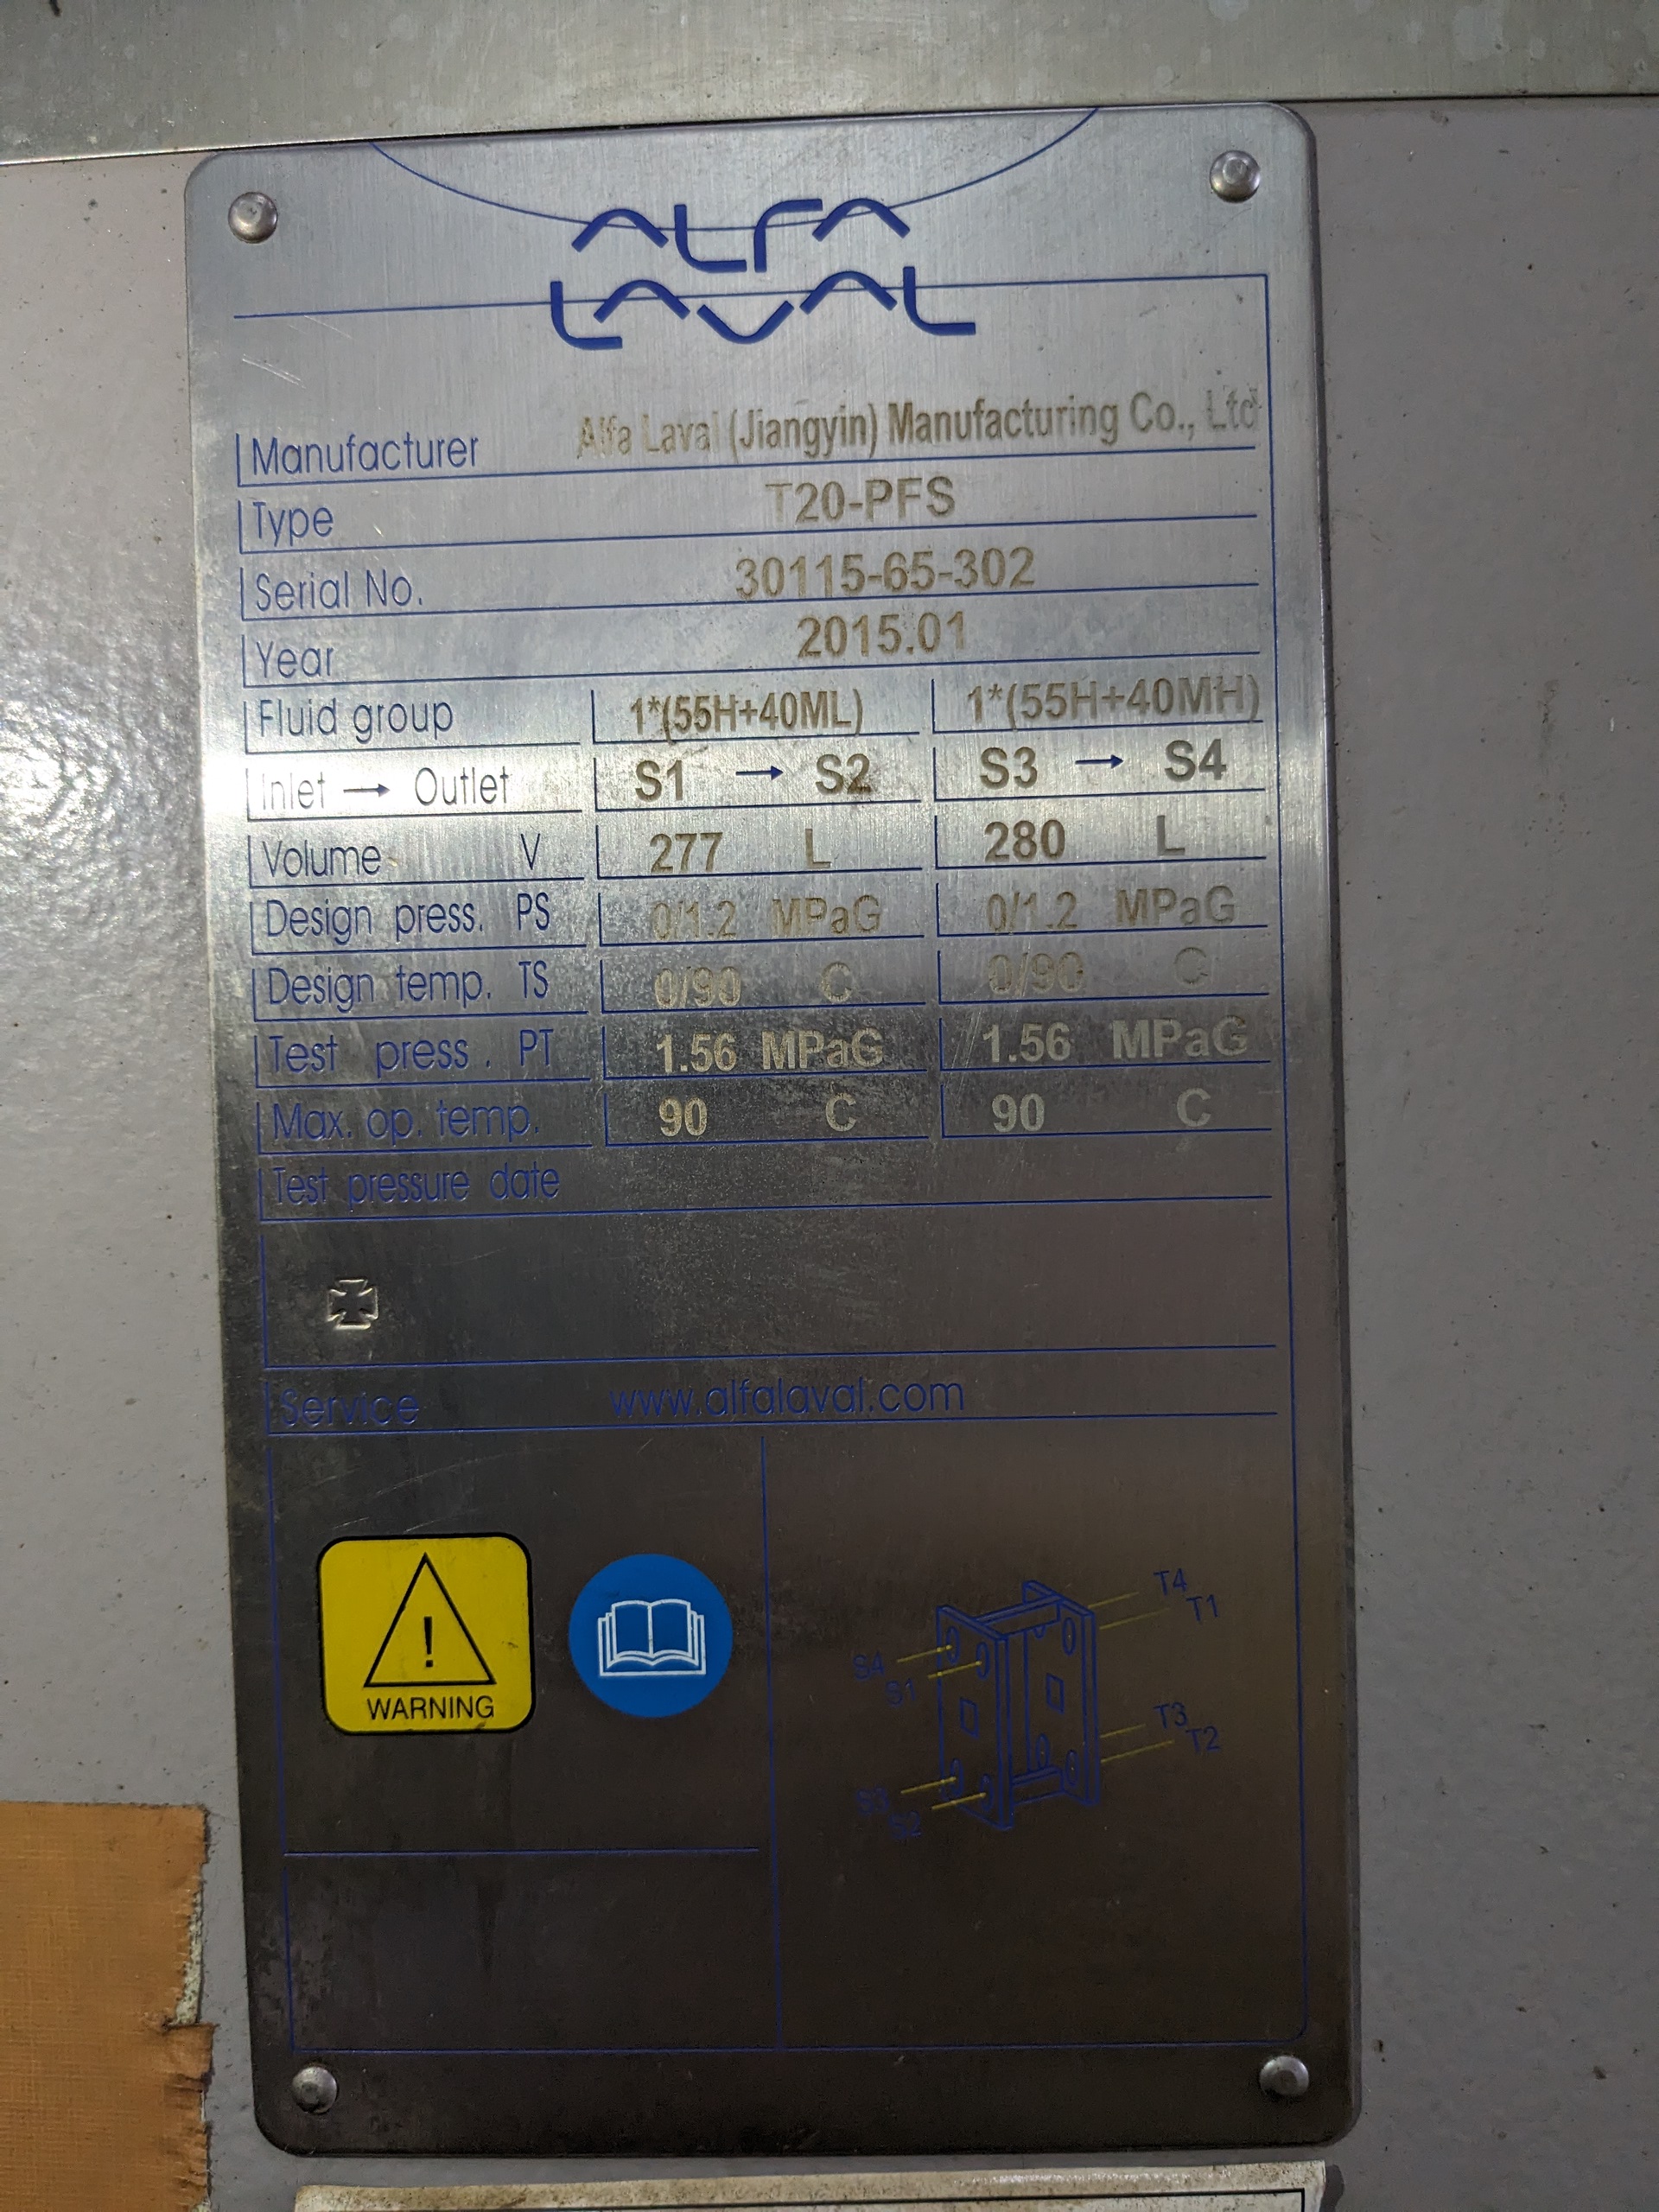 ALFA
LAVAL
Manufacturer Alfa Laval (Jiangyin) Manufacturing Co., Ltd
Type T20-PFS
Serial No. 30115-65-302
Year 2015.01
Fluid group 1*(55H+40ML) 1*(55H+40MH)
Inlet → Outlet S1 → S2 S3 → S4
Volume V 277 L 280 L
Design press. PS 0/1.2 MPaG 0/1.2 MPaG
Design temp. TS 0/90 C 0/90 C
Test press. PT 1.56 MPaG 1.56 MPaG
Max. op. temp. 90 C 90 C
Test pressure date
Service www.alfalaval.com
WARNING
T4
T1
S4
S1
T3
T2
S3
S2